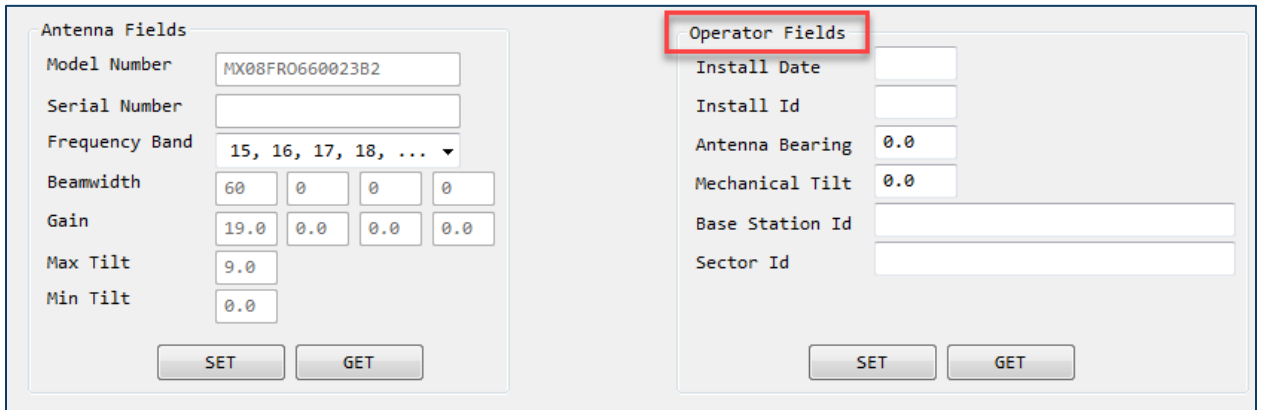 Antenna Fields
Model Number MX08FRO660023B2
Serial Number
Frequency Band 15, 16, 17, 18, ...
Beamwidth 60 0 0 0
Gain 19.0 0.0 0.0 0.0
Max Tilt 9.0
Min Tilt 0.0
SET GET
Operator Fields
Install Date
Install Id
Antenna Bearing 0.0
Mechanical Tilt 0.0
Base Station Id
Sector Id
SET GET